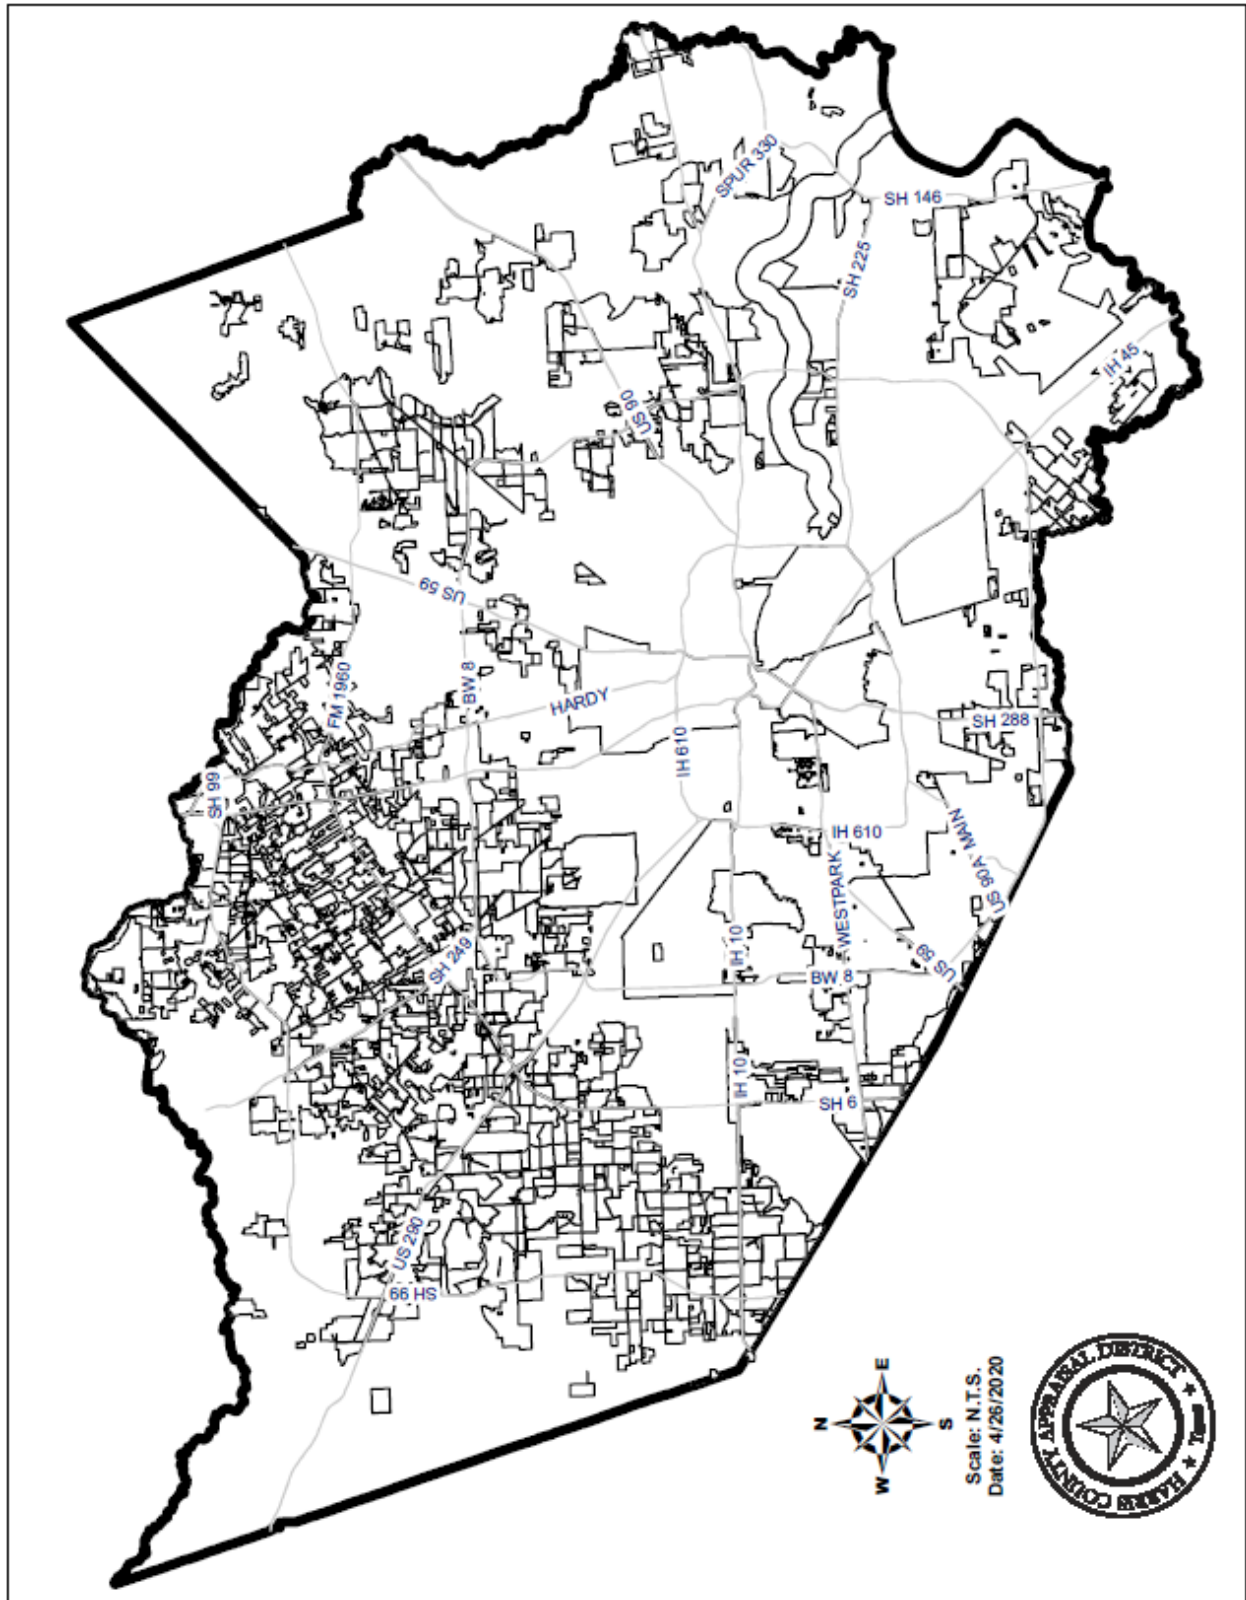 SPUR 330
SH 146
SH 225
IH 45
US 90
US 59
FM 1960
BW 8
HARDY
SH 288
IH 610
SH 99
IH 610
US 90A MAIN
WESTPARK
SH 249
IH 10
BW 8
US 59
IH 10
SH 6
US 290
SH 99
N
W E
S
Scale: N.T.S.
Date: 4/26/2020
HARRIS COUNTY APPRAISAL DISTRICT